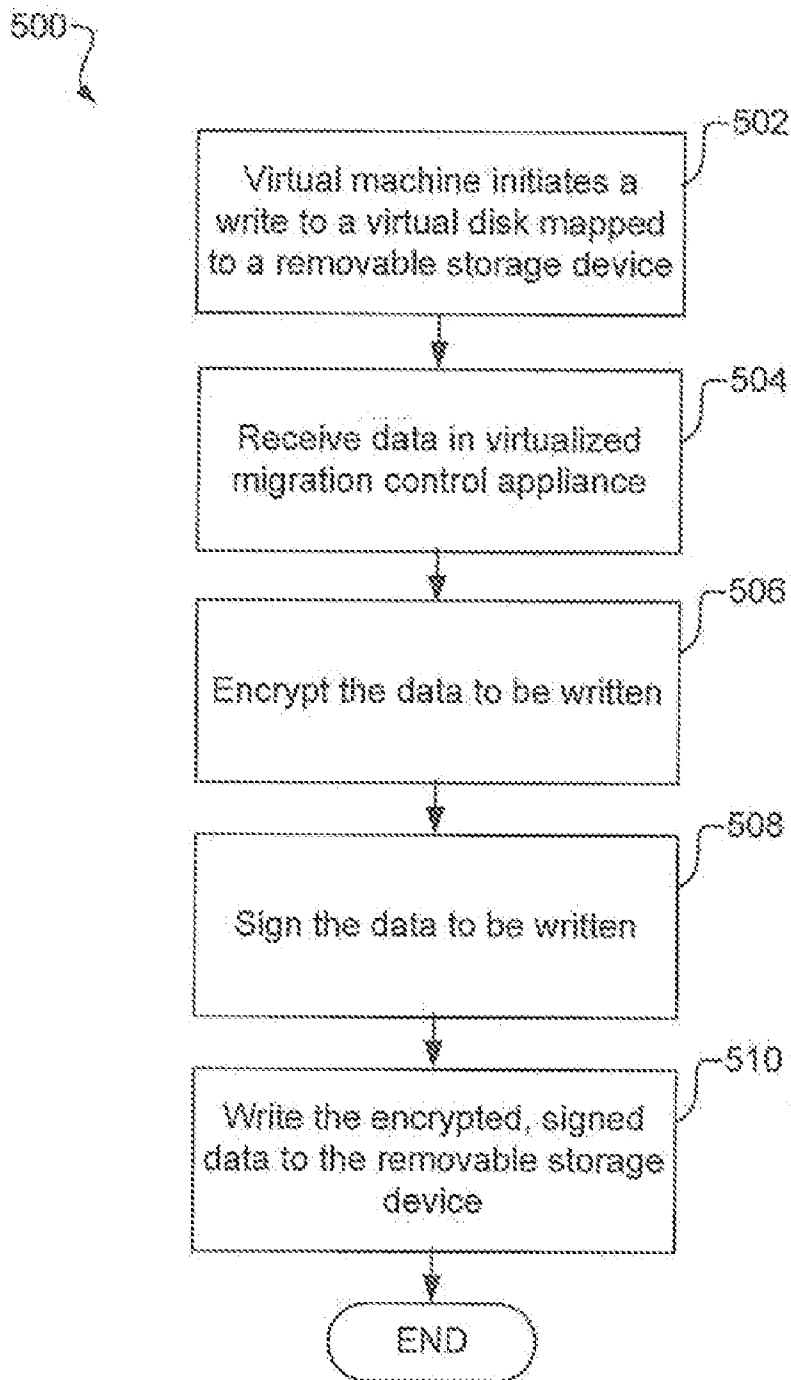 500
502
Virtual machine initiates a
write to a virtual disk mapped
to a removable storage device
504
Receive data in virtualized
migration control appliance
506
Encrypt the data to be written
508
Sign the data to be written
510
Write the encrypted, signed
data to the removable storage
device
END